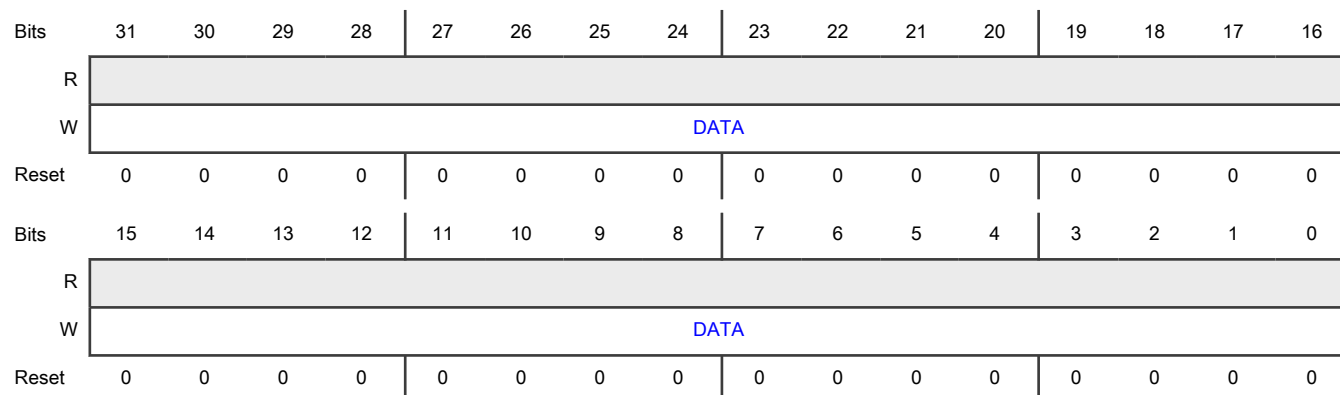 Bits 31 30 29 28 27 26 25 24 23 22 21 20 19 18 17 16
R
W DATA
Reset 0 0 0 0 0 0 0 0 0 0 0 0 0 0 0 0
Bits 15 14 13 12 11 10 9 8 7 6 5 4 3 2 1 0
R
W DATA
Reset 0 0 0 0 0 0 0 0 0 0 0 0 0 0 0 0